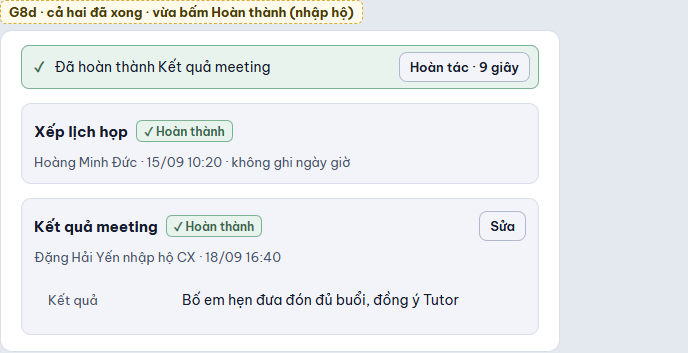 G8d · cả hai đã xong · vừa bấm Hoàn thành (nhập hộ)
✓ Đã hoàn thành Kết quả meeting
Hoàn tác · 9 giây
Xếp lịch họp ✓ Hoàn thành
Hoàng Minh Đức · 15/09 10:20 · không ghi ngày giờ
Kết quả meeting ✓ Hoàn thành
Sửa
Đặng Hải Yến nhập hộ CX · 18/09 16:40
Kết quả Bố em hẹn đưa đón đủ buổi, đồng ý Tutor